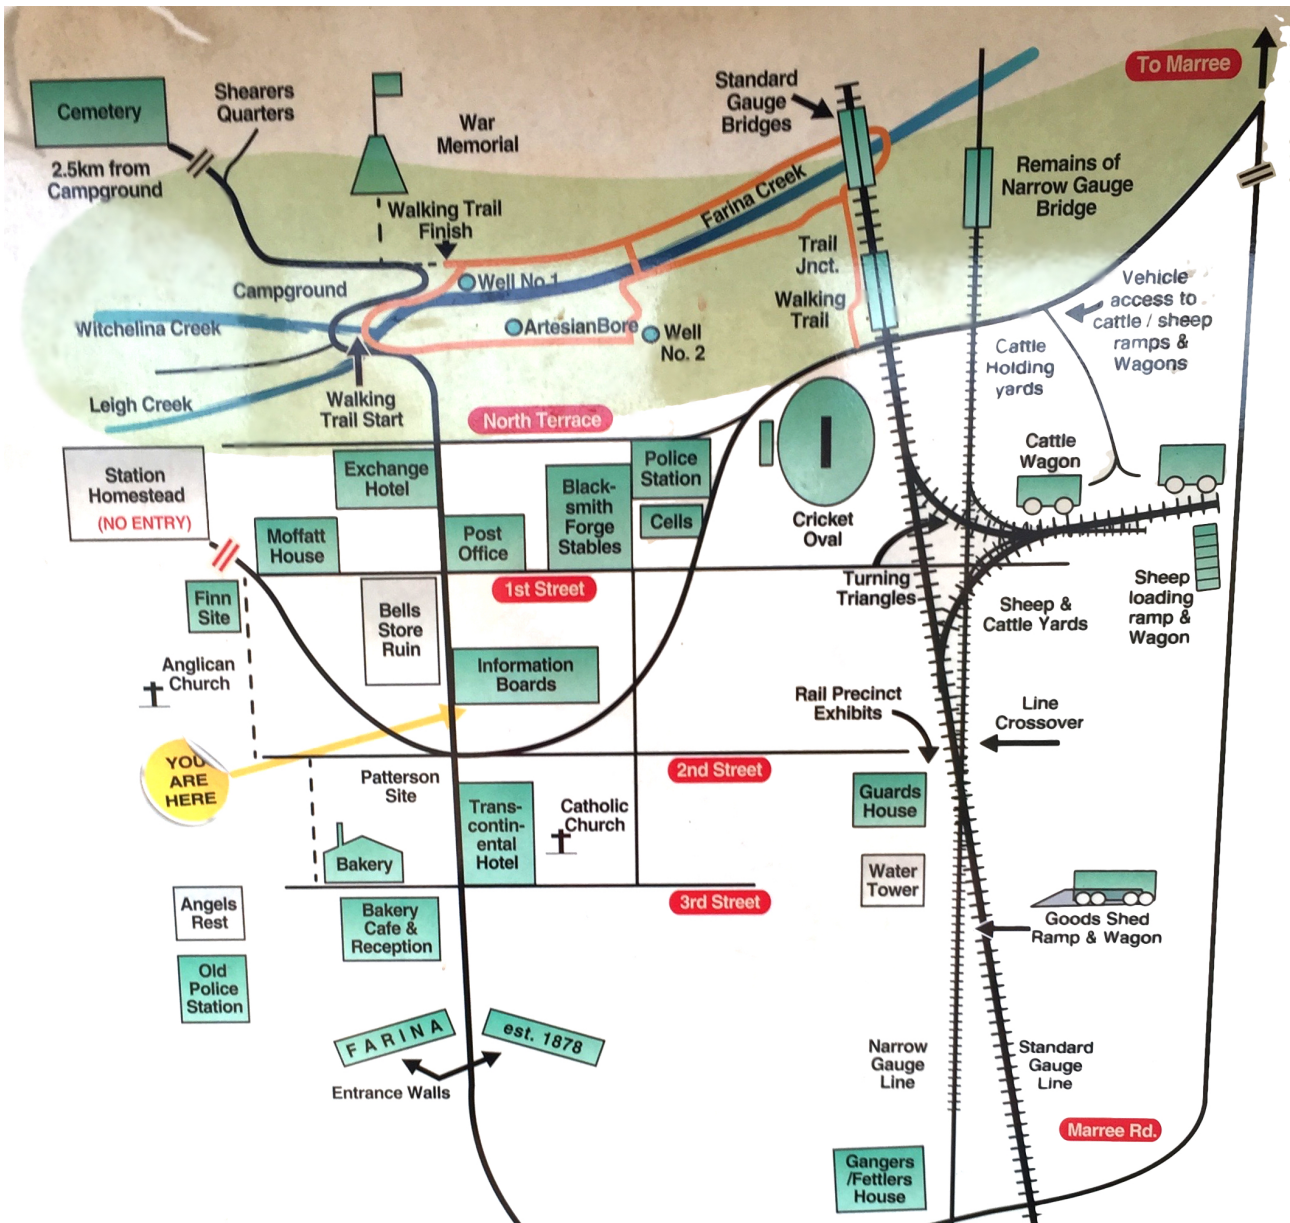 To Marree
Cemetery
2.5km from
Campground
Shearers
Quarters
War
Memorial
Standard
Gauge
Bridges
Remains of
Narrow Gauge
Bridge
Walking Trail
Finish
Farina Creek
Trail
Jnct.
Walking
Trail
Campground
Well No.1
Witchelina Creek
ArtesianBore
Well
No. 2
Leigh Creek
Walking
Trail Start
Vehicle
access to
cattle / sheep
ramps &
Wagons
Cattle
Holding
yards
North Terrace
Station
Homestead
(NO ENTRY)
Exchange
Hotel
Police
Station
Cells
Black-
smith
Forge
Stables
Moffatt
House
Post
Office
Cricket
Oval
Cattle
Wagon
1st Street
Turning
Triangles
Sheep &
Cattle Yards
Sheep
loading
ramp &
Wagon
Finn
Site
Bells
Store
Ruin
Anglican
Church
Information
Boards
Rail Precinct
Exhibits
Line
Crossover
YOU
ARE
HERE
2nd Street
Patterson
Site
Trans-
contin-
ental
Hotel
Catholic
Church
Guards
House
Bakery
Water
Tower
3rd Street
Angels
Rest
Bakery
Cafe &
Reception
Goods Shed
Ramp & Wagon
Old
Police
Station
FARINA
est. 1878
Entrance Walls
Narrow
Gauge
Line
Standard
Gauge
Line
Marree Rd.
Gangers
/Fettlers
House